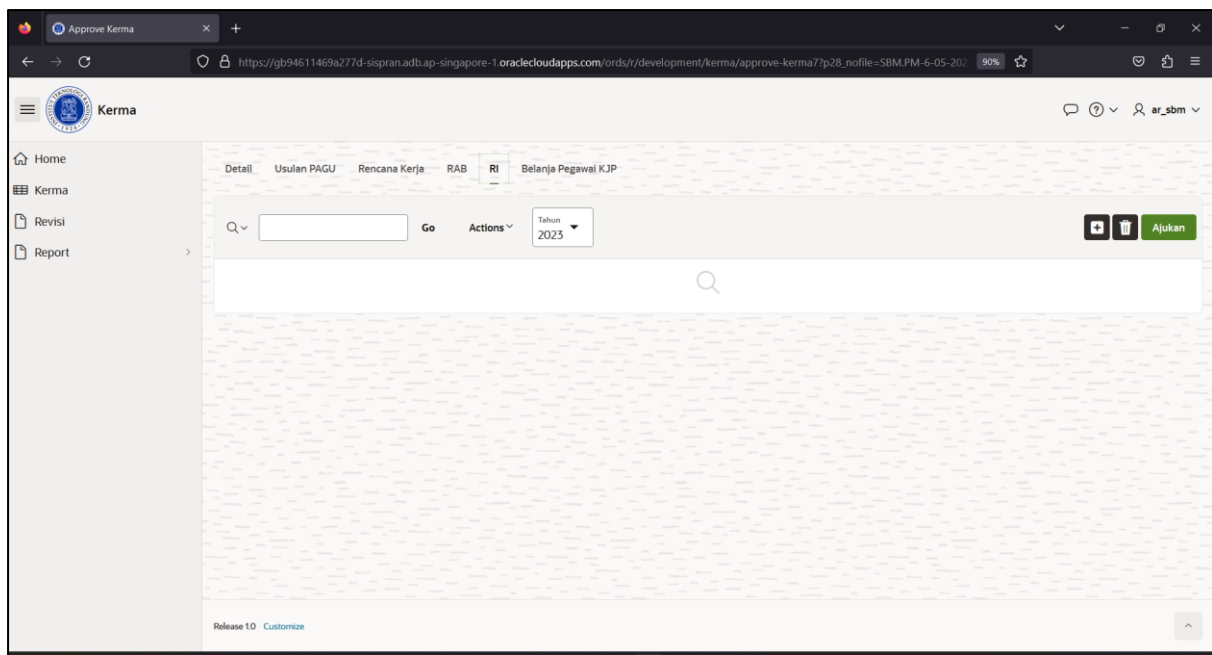 Approve Kerma
https://gb94611469a277d-sispran.adb.ap-singapore-1.oraclecloudapps.com/ords/r/development/kerma/approve-kerma7?p28_nofile=SBM.PM-6-05-202 90%
Kerma
ar_sbm
Home
Kerma
Revisi
Report
Detail Usulan PAGU Rencana Kerja RAB RI Belanja Pegawai KJP
Go Actions Tahun 2023 Ajukan
Release 1.0 Customize